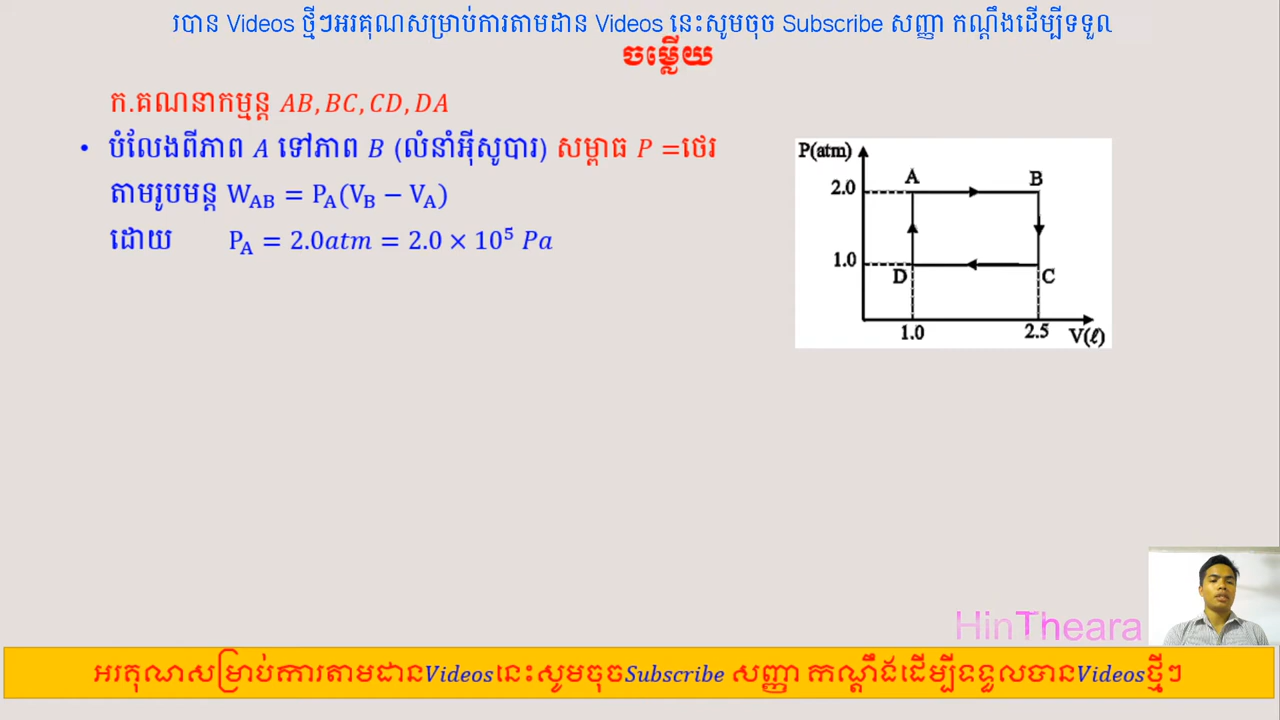 របាន Videos ថ្មីៗអរគុណសម្រាប់ការតាមដាន Videos នេះសូមចុច Subscribe សញ្ញា កណ្ដឹងដើម្បីទទួល
ចម្លើយ
ក.គណនាកម្មន្ត AB, BC, CD, DA
• បំលែងពីភាព A ទៅភាព B (លំនាំអ៊ីសូបារ) សម្ពាធ P =ថេរ
តាមរូបមន្ត W_AB = P_A(V_B − V_A)
ដោយ P_A = 2.0atm = 2.0 × 10⁵ Pa
P(atm)
2.0
A
B
1.0
D
C
1.0
2.5
V(ℓ)
HinTheara
អរគុណសម្រាប់ការតាមដានVideosនេះសូមចុចSubscribe សញ្ញា កណ្ដឹងដើម្បីទទួលបានVideosថ្មីៗ